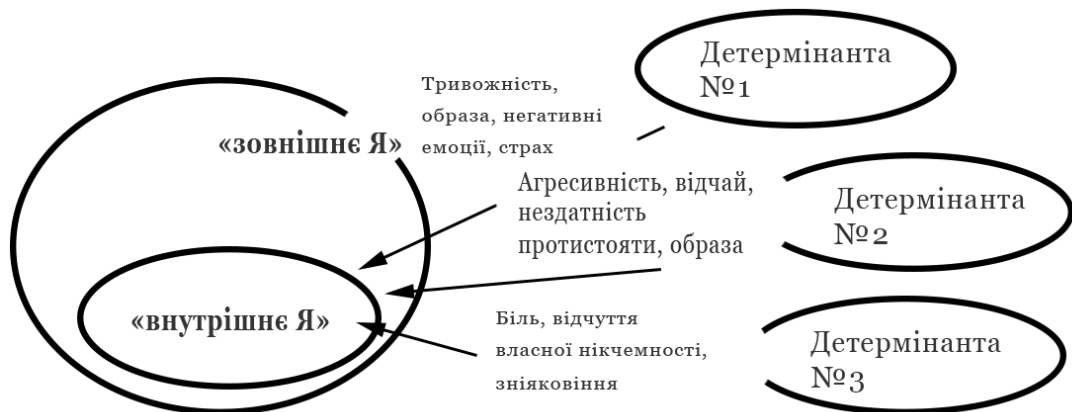 Детермінанта
№1
Тривожність,
образа, негативні
емоції, страх
«зовнішнє Я»
Агресивність, відчай,
нездатність
протистояти, образа
Детермінанта
№2
«внутрішнє Я»
Біль, відчуття
власної нікчемності,
зніяковіння
Детермінанта
№3